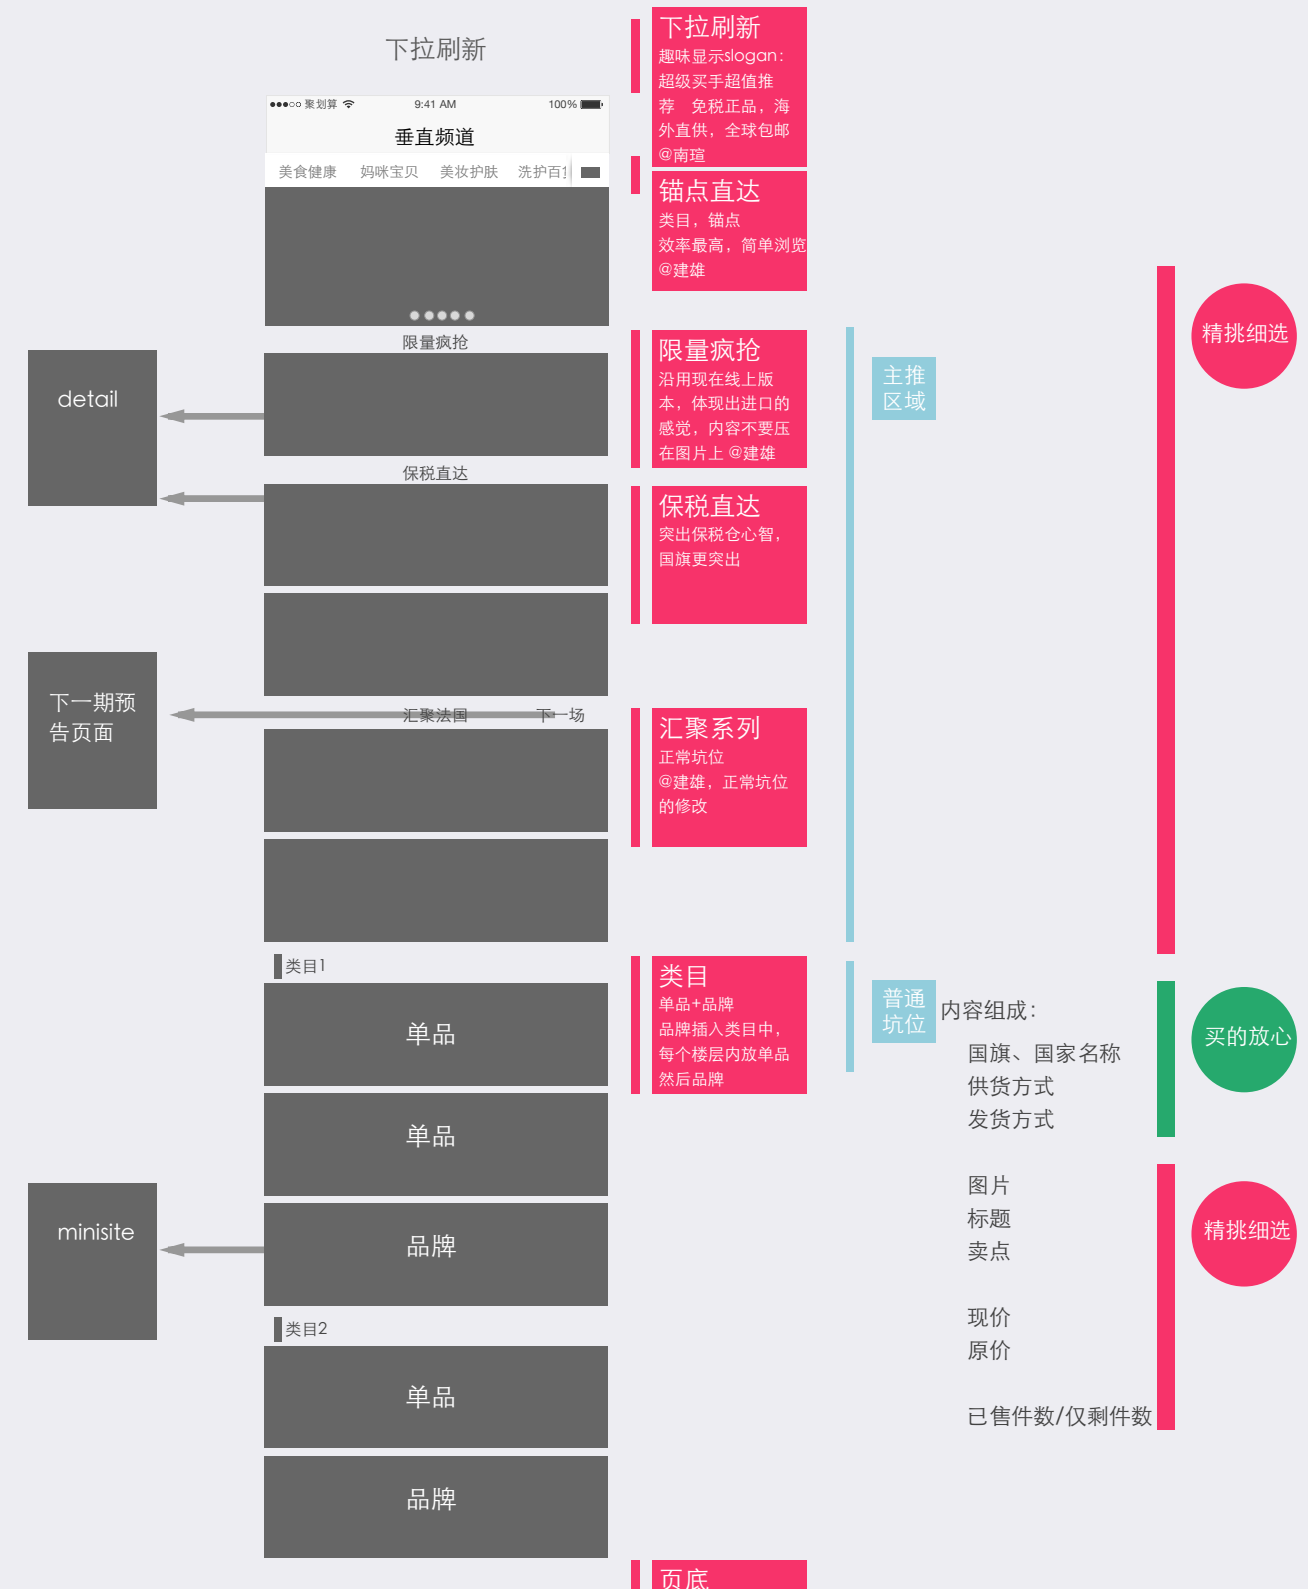 下拉刷新
聚划算
9:41 AM
100%
垂直频道
美食健康 妈咪宝贝 美妆护肤 洗护百
限量疯抢
detail
保税直达
下一期预
告页面
汇聚法国 下一场
类目1
单品
单品
品牌
minisite
类目2
单品
品牌
下拉刷新
趣味显示slogan：
超级买手超值推
荐 免税正品，海
外直供，全球包邮
@南瑄
锚点直达
类目，锚点
效率最高，简单浏览
@建雄
限量疯抢
沿用现在线上版
本，体现出进口的
感觉，内容不要压
在图片上 @建雄
保税直达
突出保税仓心智，
国旗更突出
汇聚系列
正常坑位
@建雄，正常坑位
的修改
类目
单品+品牌
品牌插入类目中，
每个楼层内放单品
然后品牌
页底
主推
区域
普通
坑位
内容组成：
国旗、国家名称
供货方式
发货方式
图片
标题
卖点
现价
原价
已售件数/仅剩件数
精挑细选
买的放心
精挑细选